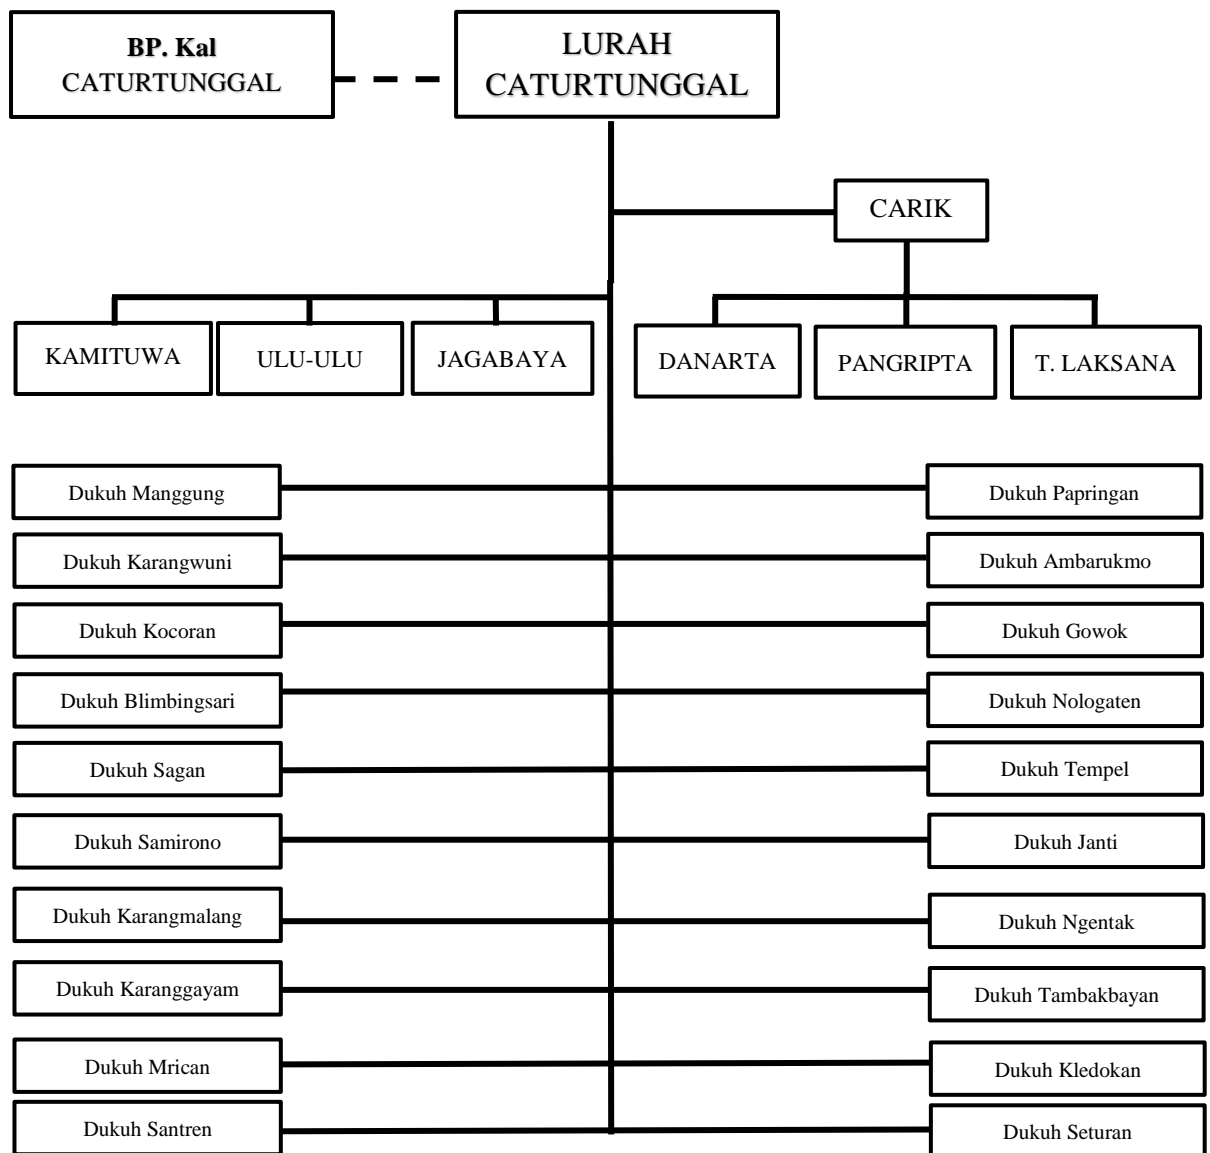 BP. Kal
CATURTUNGGAL
LURAH
CATURTUNGGAL
CARIK
KAMITUWA
ULU-ULU
JAGABAYA
DANARTA
PANGRIPTA
T. LAKSANA
Dukuh Manggung
Dukuh Papringan
Dukuh Karangwuni
Dukuh Ambarukmo
Dukuh Kocoran
Dukuh Gowok
Dukuh Blimbingsari
Dukuh Nologaten
Dukuh Sagan
Dukuh Tempel
Dukuh Samirono
Dukuh Janti
Dukuh Karangmalang
Dukuh Ngentak
Dukuh Karanggayam
Dukuh Tambakbayan
Dukuh Mrican
Dukuh Kledokan
Dukuh Santren
Dukuh Seturan